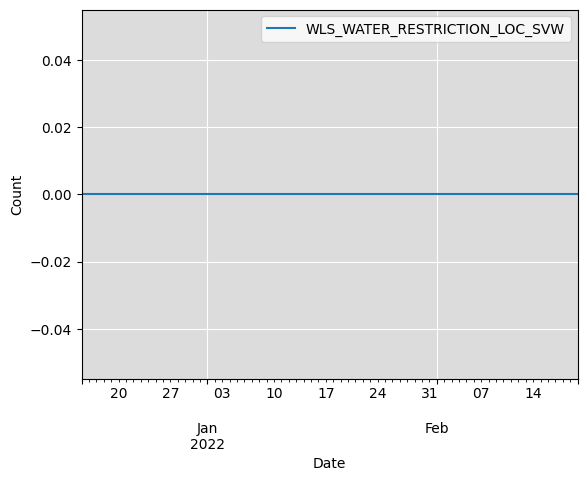 WLS_WATER_RESTRICTION_LOC_SVW
0.04
0.02
0.00
−0.02
−0.04
Count
20 27 03 10 17 24 31 07 14
Jan Feb
2022
Date